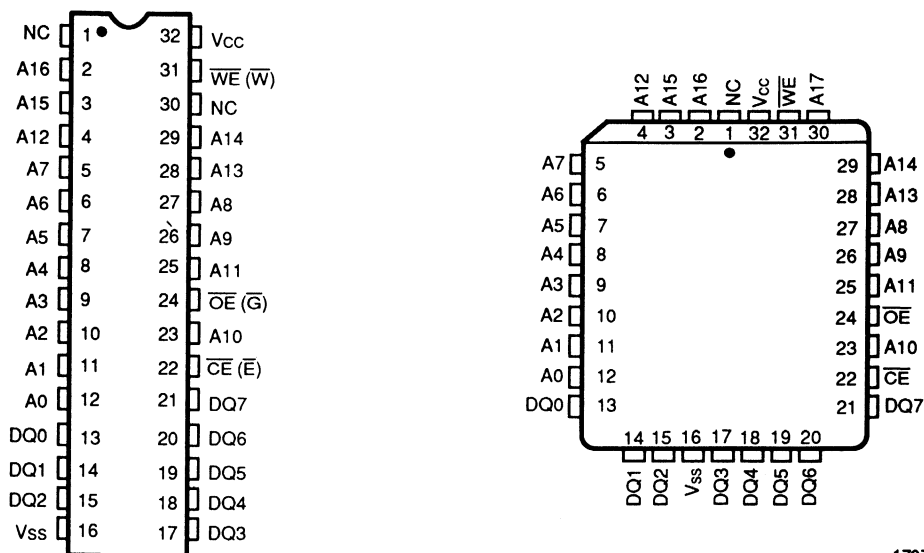 NC 1 32 Vcc
A16 2 31 W̅E̅ (W̅)
A15 3 30 NC
A12 4 29 A14
A7 5 28 A13
A6 6 27 A8
A5 7 26 A9
A4 8 25 A11
A3 9 24 O̅E̅ (G̅)
A2 10 23 A10
A1 11 22 C̅E̅ (E̅)
A0 12 21 DQ7
DQ0 13 20 DQ6
DQ1 14 19 DQ5
DQ2 15 18 DQ4
Vss 16 17 DQ3
A12 A15 A16 NC Vcc W̅E̅ A17
4 3 2 1 32 31 30
A7 5 29 A14
A6 6 28 A13
A5 7 27 A8
A4 8 26 A9
A3 9 25 A11
A2 10 24 O̅E̅
A1 11 23 A10
A0 12 22 C̅E̅
DQ0 13 21 DQ7
14 15 16 17 18 19 20
DQ1 DQ2 Vss DQ3 DQ4 DQ5 DQ6